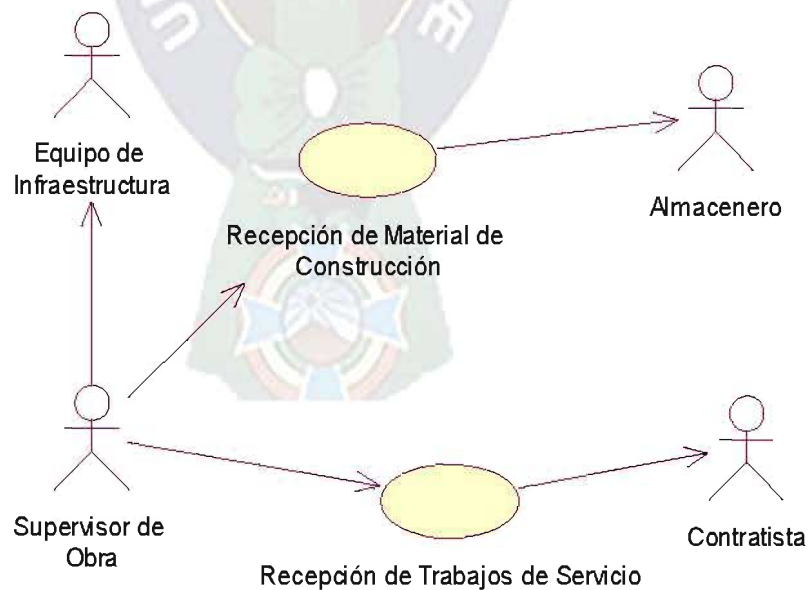 Equipo de
Infraestructura
Recepción de Material de
Construcción
Almacenero
Supervisor de
Obra
Recepción de Trabajos de Servicio
Contratista